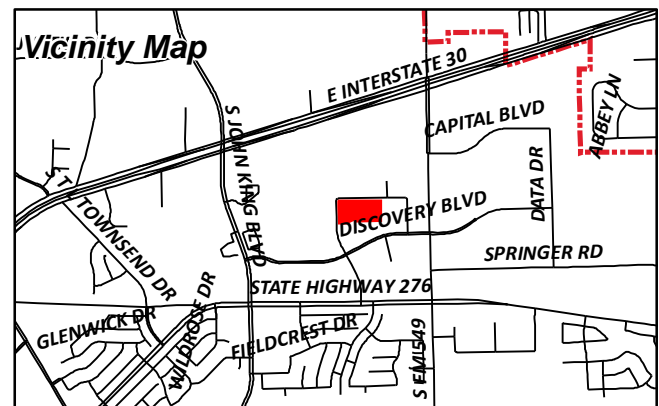 Vicinity Map
E INTERSTATE 30
ABBEY LN
CAPITAL BLVD
S JOHN KING BLVD
DATA DR
S T L TOWNSEND DR
DISCOVERY BLVD
SPRINGER RD
STATE HIGHWAY 276
WILDROSE DR
GLENWICK DR
FIELDCREST DR
S FM 549